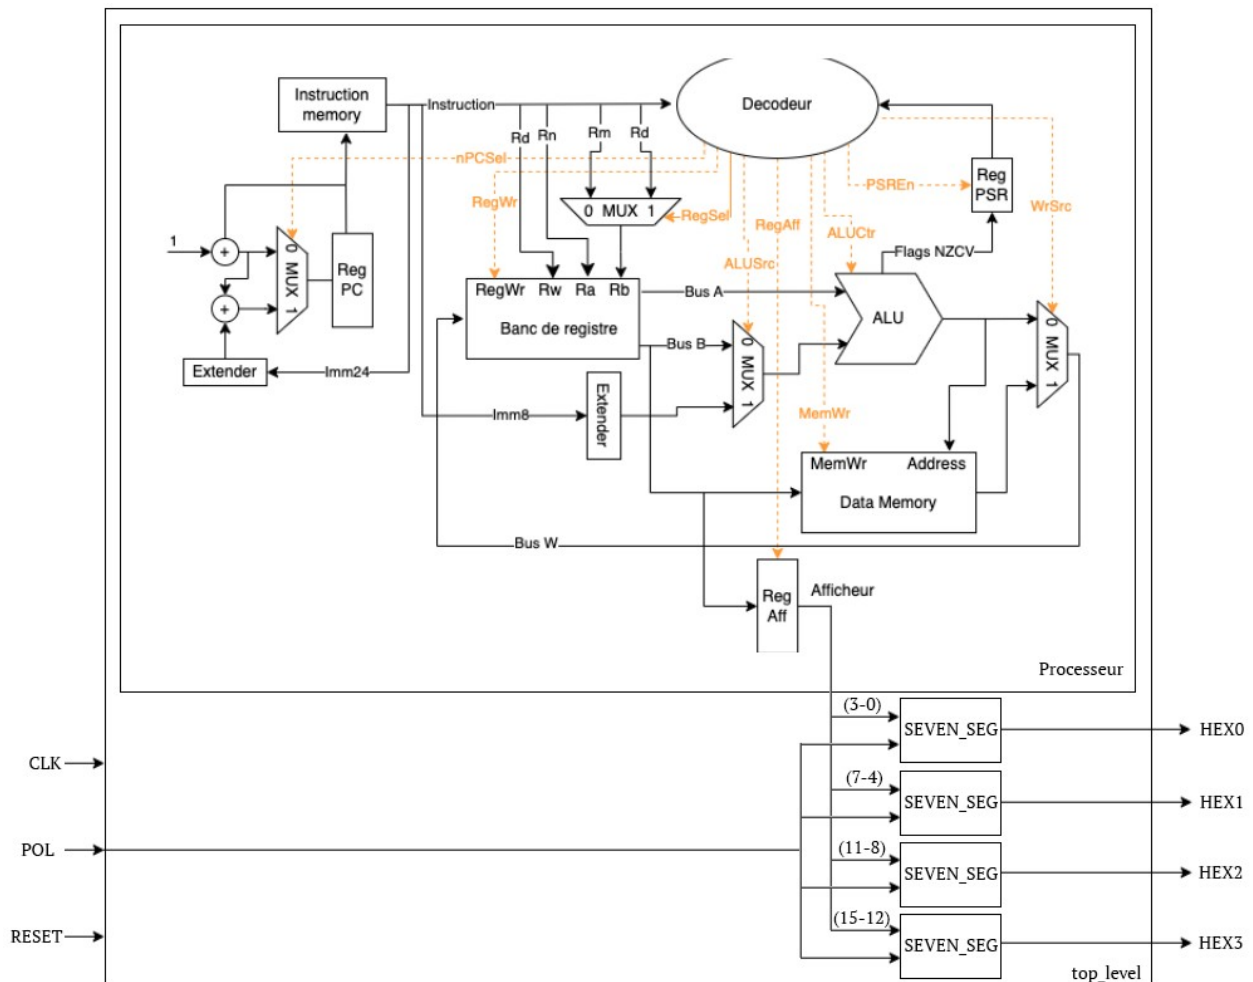 Instruction
memory
Instruction
Decodeur
Rd
Rn
Rm
Rd
nPCSel
PSREn
Reg
PSR
WrSrc
RegWr
0 MUX 1
RegSel
RegAff
ALUCtr
1
+
0 MUX 1
Reg
PC
Flags NZCV
ALUSrc
RegWr Rw Ra Rb
Bus A
Banc de registre
ALU
+
Bus B
0 MUX 1
0 MUX 1
Extender
Imm24
Imm8
Extender
MemWr
MemWr Address
Data Memory
Bus W
Reg
Aff
Afficheur
Processeur
(3-0)
SEVEN_SEG
HEX0
CLK
(7-4)
SEVEN_SEG
HEX1
POL
(11-8)
SEVEN_SEG
HEX2
RESET
(15-12)
SEVEN_SEG
HEX3
top_level